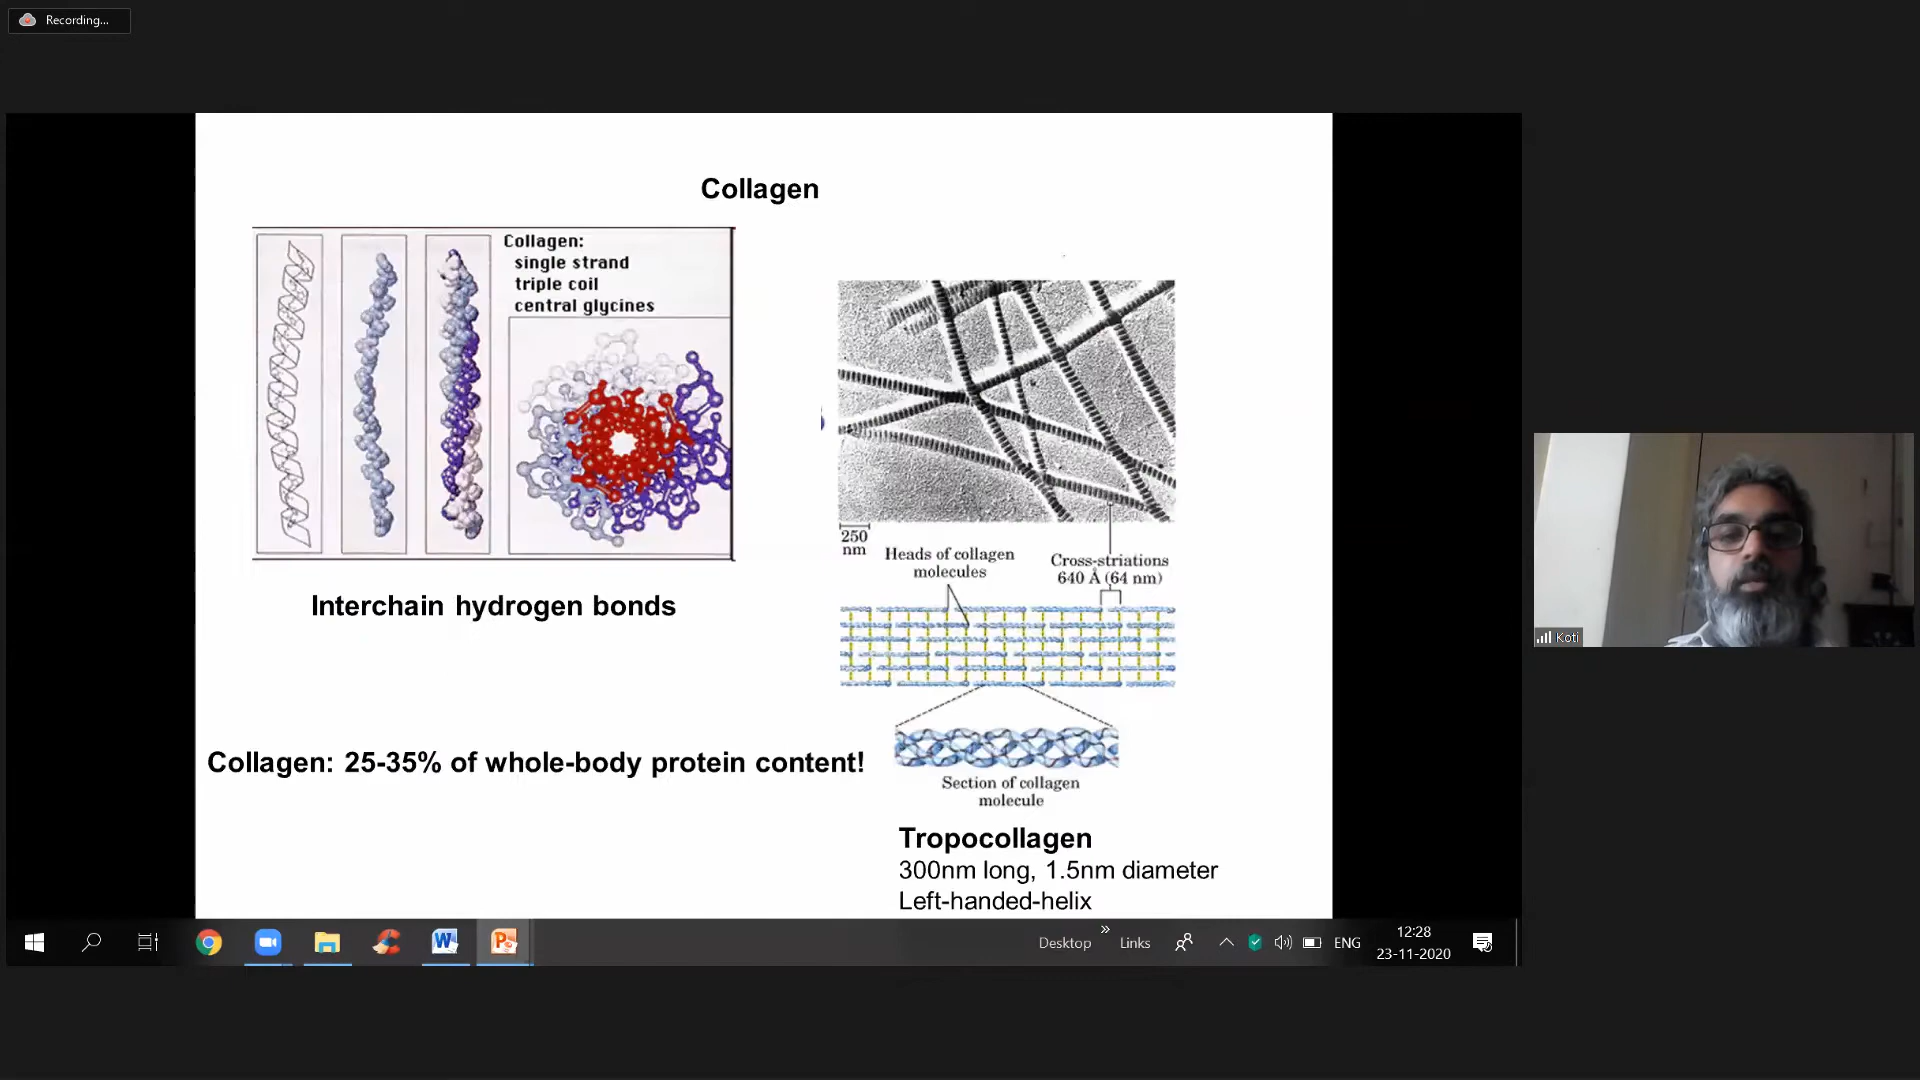 Recording...
Collagen
Collagen:
single strand
triple coil
central glycines
Interchain hydrogen bonds
Collagen: 25-35% of whole-body protein content!
250
nm
Heads of collagen
molecules
Cross-striations
640 Å (64 nm)
Section of collagen
molecule
Tropocollagen
300nm long, 1.5nm diameter
Left-handed-helix
Koti
Desktop
»
Links
ENG
12:28
23-11-2020